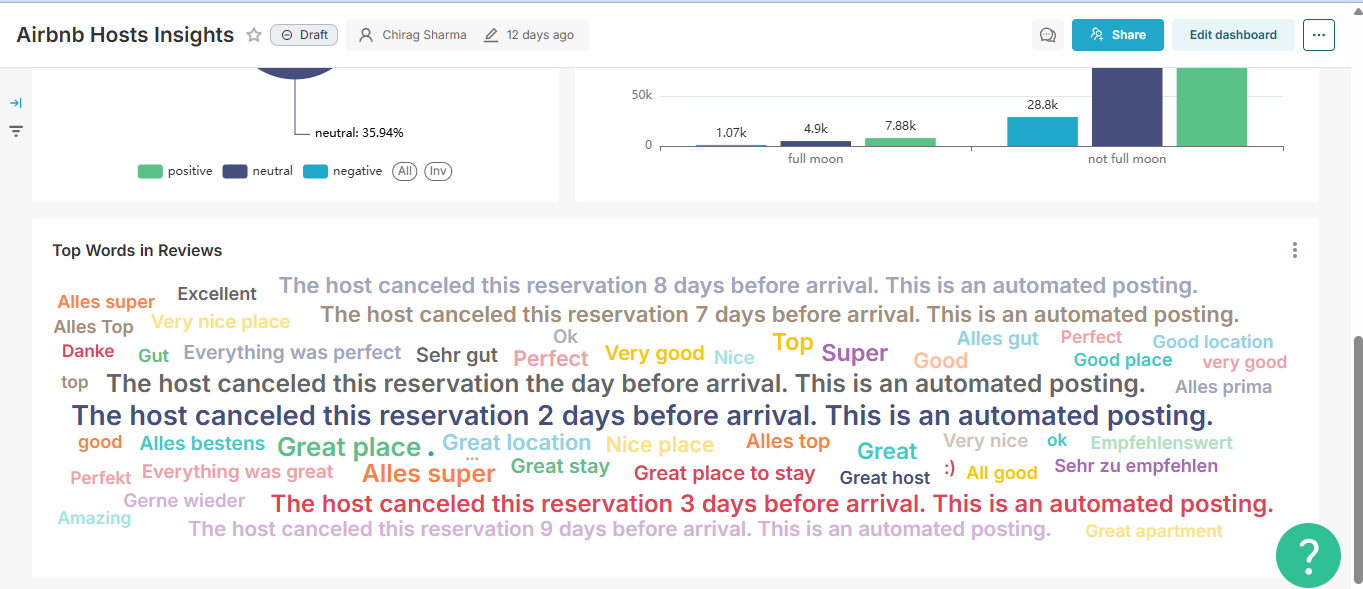 Airbnb Hosts Insights
Draft
Chirag Sharma
12 days ago
Share
Edit dashboard
neutral: 35.94%
positive
neutral
negative
All
Inv
50k
0
1.07k
4.9k
7.88k
28.8k
full moon
not full moon
Top Words in Reviews
The host canceled this reservation 8 days before arrival. This is an automated posting.
Alles super
Excellent
Alles Top
Very nice place
The host canceled this reservation 7 days before arrival. This is an automated posting.
Ok
Danke
Gut
Everything was perfect
Sehr gut
Perfect
Very good
Nice
Top
Super
Good
Alles gut
Perfect
Good location
Good place
very good
top
The host canceled this reservation the day before arrival. This is an automated posting.
Alles prima
The host canceled this reservation 2 days before arrival. This is an automated posting.
good
Alles bestens
Great place
.
Great location
Nice place
Alles top
Great
Very nice
ok
Empfehlenswert
...
Perfekt
Everything was great
Alles super
Great stay
Great place to stay
Great host
:)
All good
Sehr zu empfehlen
Gerne wieder
The host canceled this reservation 3 days before arrival. This is an automated posting.
Amazing
The host canceled this reservation 9 days before arrival. This is an automated posting.
Great apartment
?